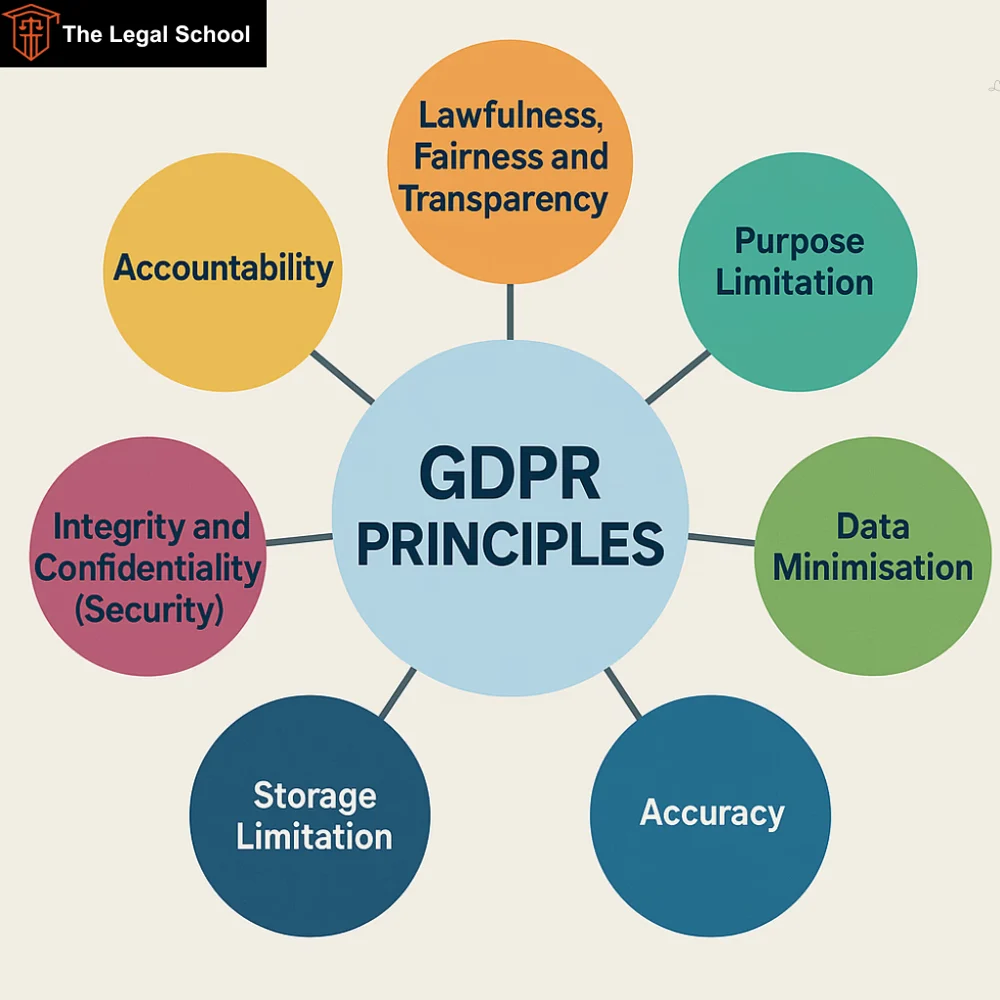 The Legal School
Lawfulness,
Fairness and
Transparency
Purpose
Limitation
Data
Minimisation
Accuracy
Storage
Limitation
Integrity and
Confidentiality
(Security)
Accountability
GDPR
PRINCIPLES